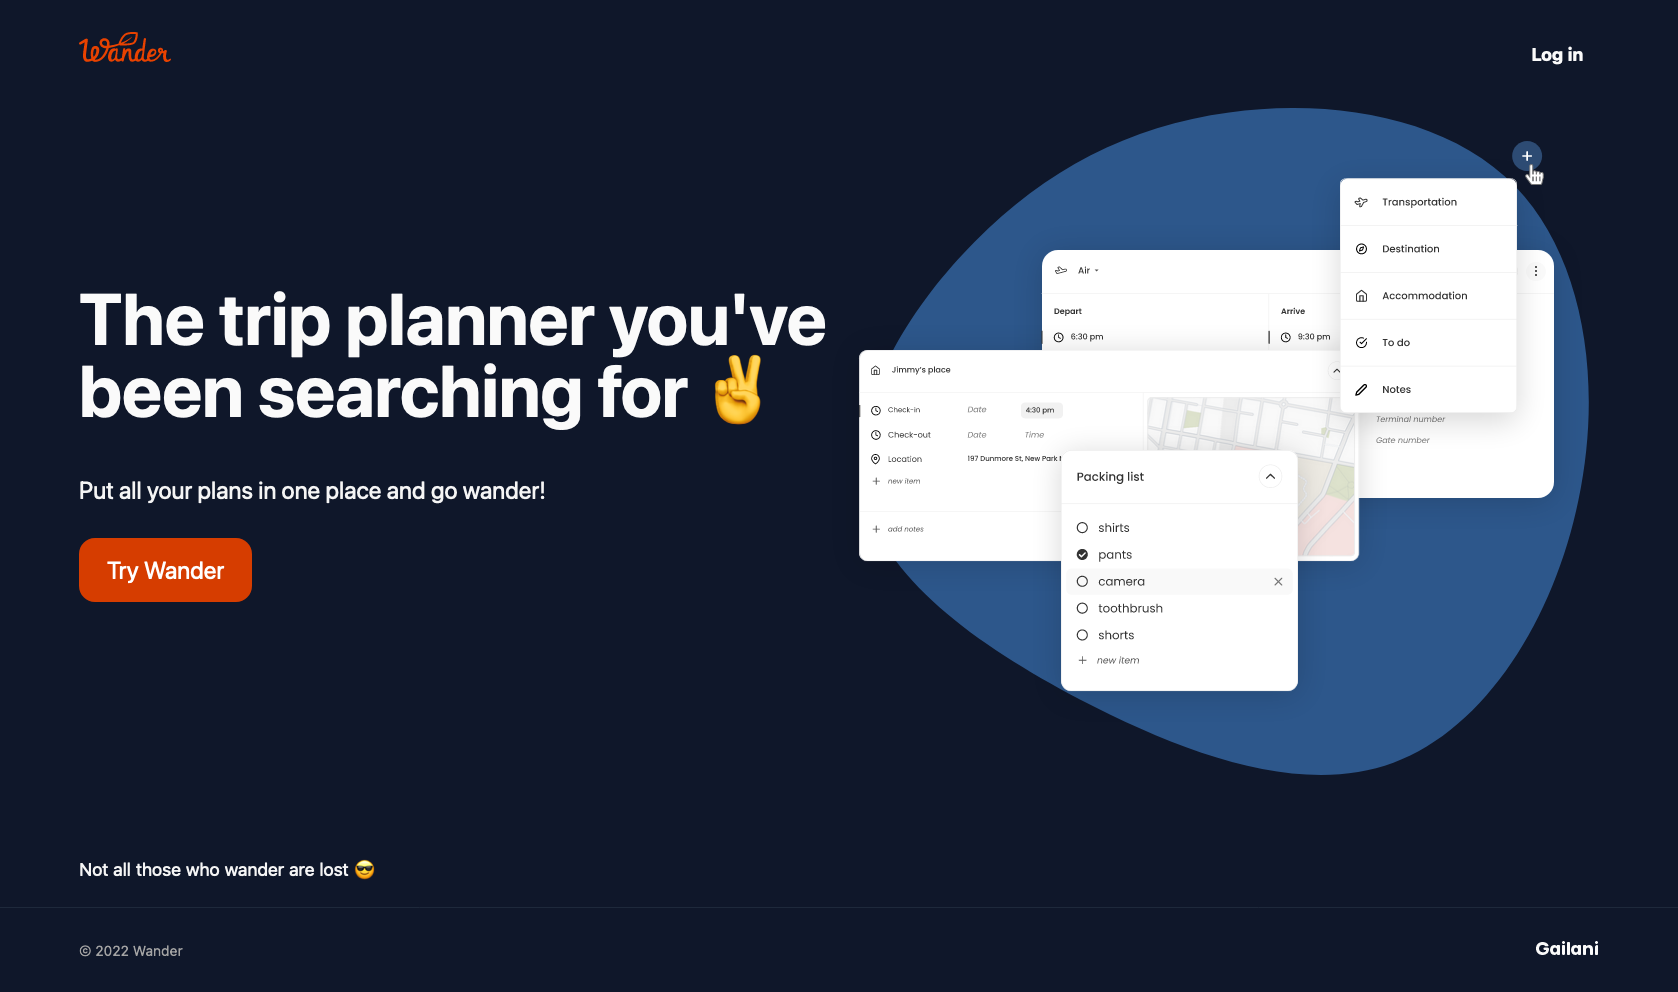 Wander
Log in
The trip planner you've
been searching for ✌️
Put all your plans in one place and go wander!
Try Wander
Transportation
Destination
Accommodation
To do
Notes
Air
Depart
Arrive
6:30 pm
9:30 pm
Terminal number
Gate number
Jimmy's place
Check-in Date 4:30 pm
Check-out Date Time
Location 197 Dunmore St, New Park
new item
add notes
Packing list
shirts
pants
camera
toothbrush
shorts
new item
Not all those who wander are lost 😎
© 2022 Wander
Gailani